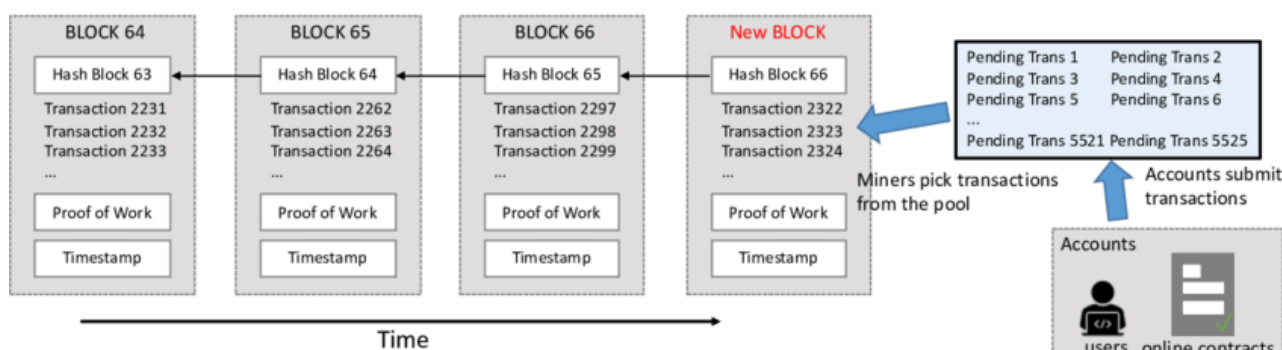 BLOCK 64
Hash Block 63
Transaction 2231
Transaction 2232
Transaction 2233
...
Proof of Work
Timestamp
BLOCK 65
Hash Block 64
Transaction 2262
Transaction 2263
Transaction 2264
...
Proof of Work
Timestamp
BLOCK 66
Hash Block 65
Transaction 2297
Transaction 2298
Transaction 2299
...
Proof of Work
Timestamp
New BLOCK
Hash Block 66
Transaction 2322
Transaction 2323
Transaction 2324
...
Proof of Work
Timestamp
Pending Trans 1 Pending Trans 2
Pending Trans 3 Pending Trans 4
Pending Trans 5 Pending Trans 6
...
Pending Trans 5521 Pending Trans 5525
Miners pick transactions
from the pool
Accounts submit
transactions
Accounts
</>
users
online contracts
Time